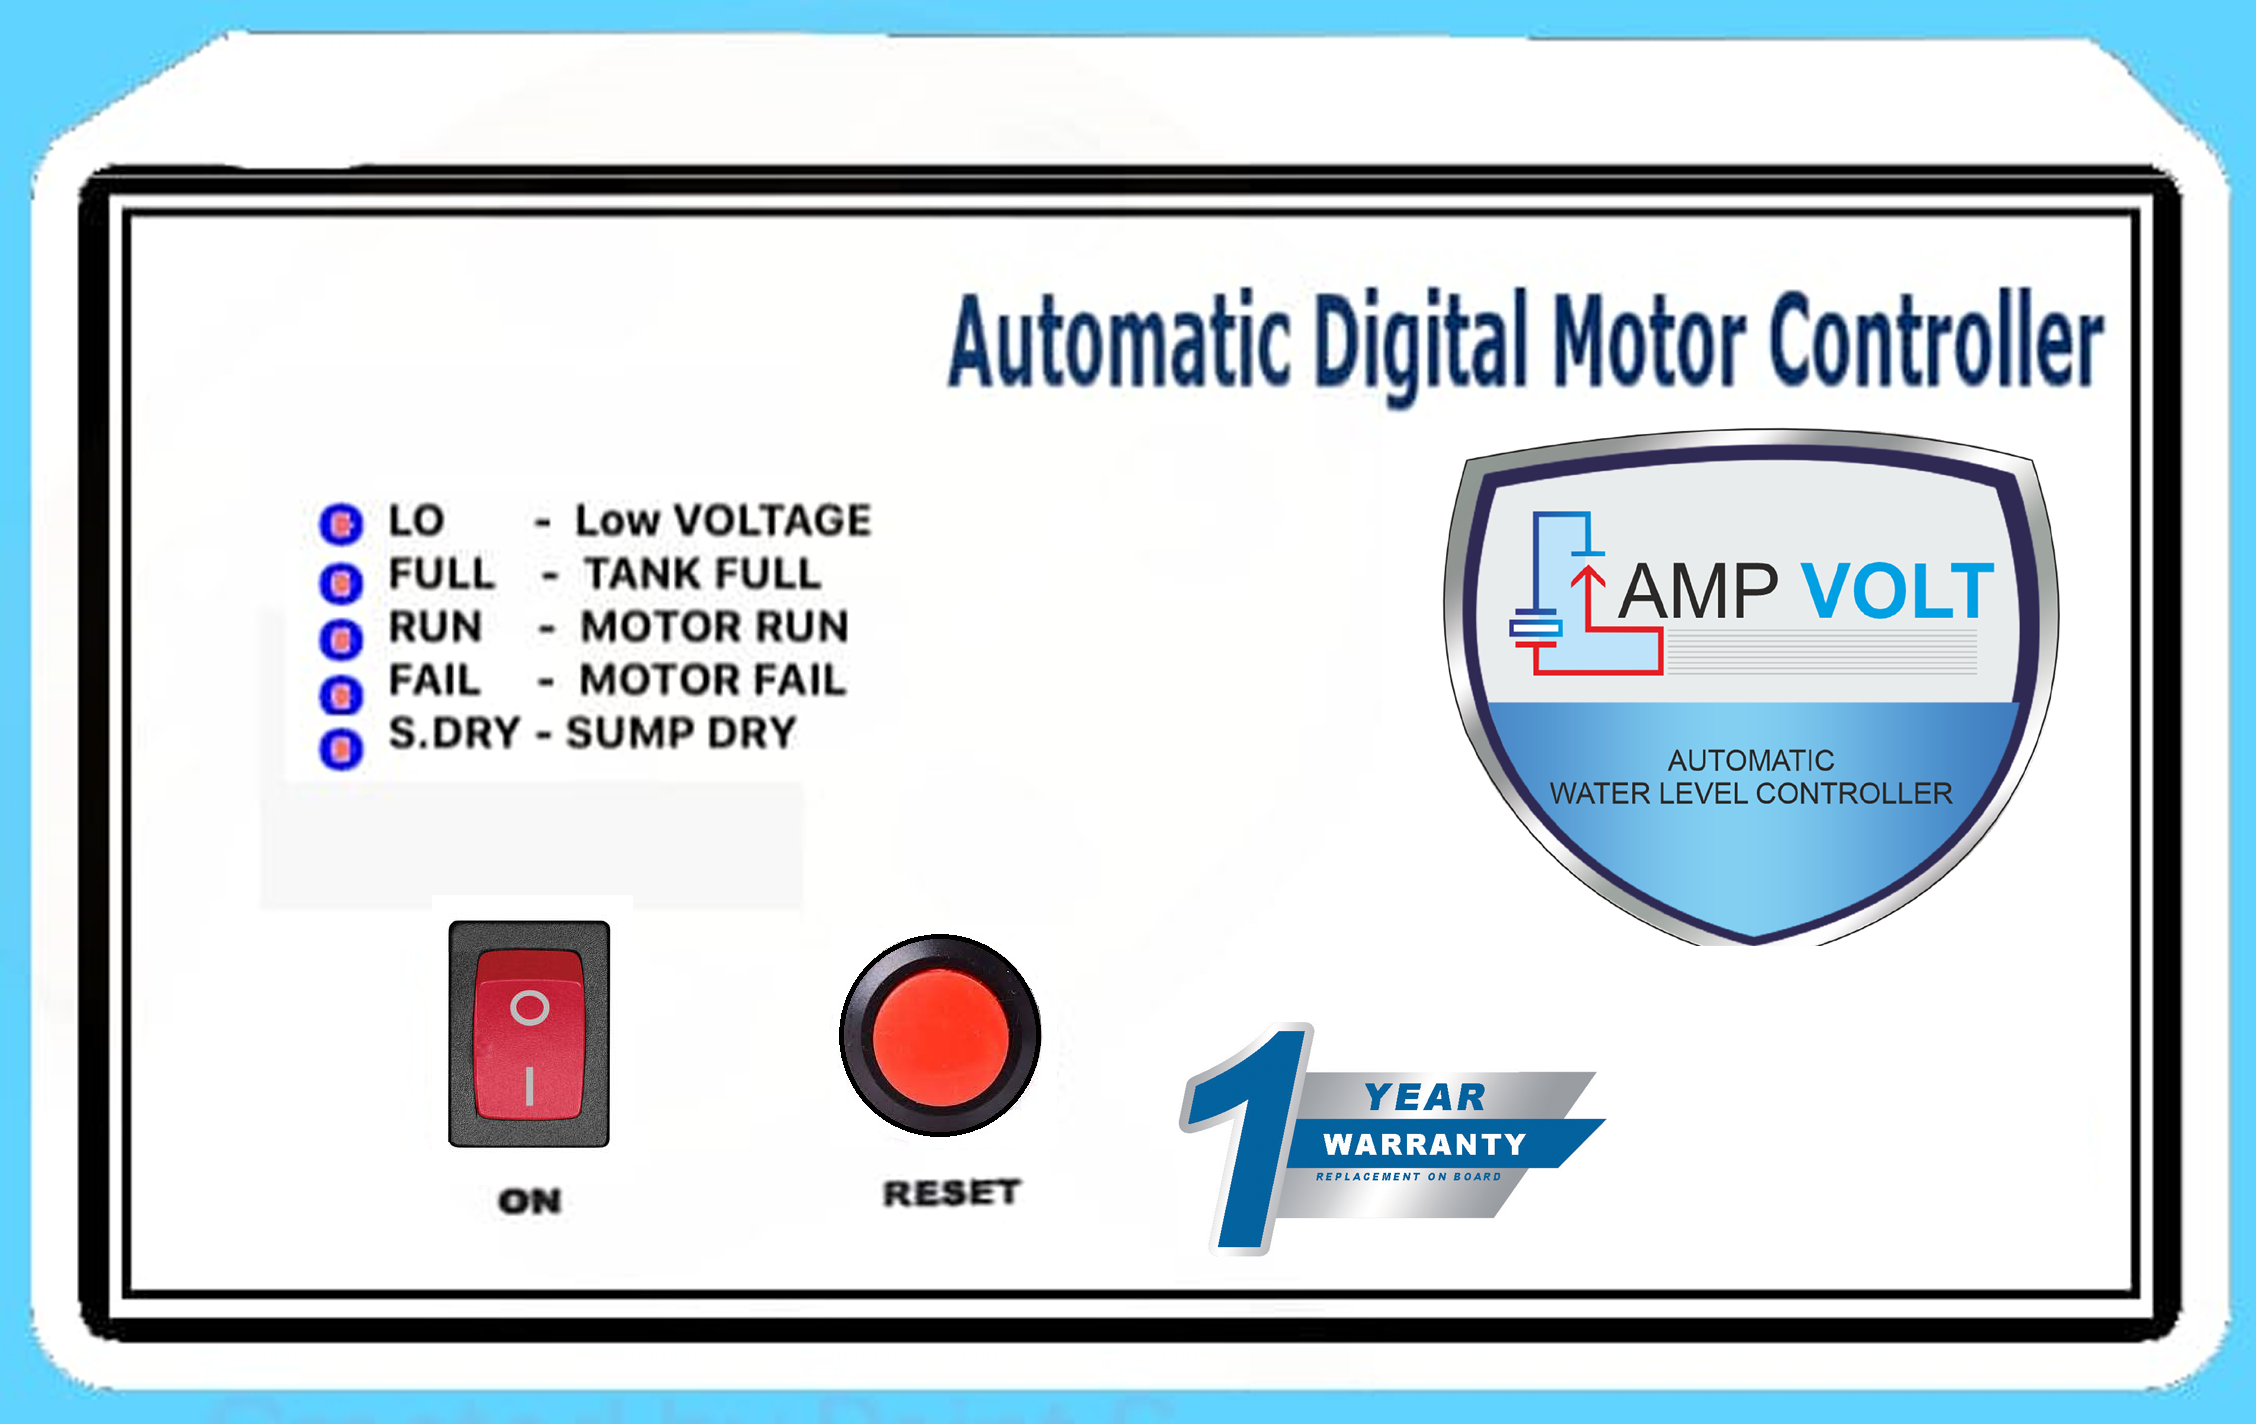 Automatic Digital Motor Controller
LO - Low VOLTAGE
FULL - TANK FULL
RUN - MOTOR RUN
FAIL - MOTOR FAIL
S.DRY - SUMP DRY
AMP VOLT
AUTOMATIC
WATER LEVEL CONTROLLER
O
I
ON
RESET
1 YEAR
WARRANTY
REPLACEMENT ON BOARD